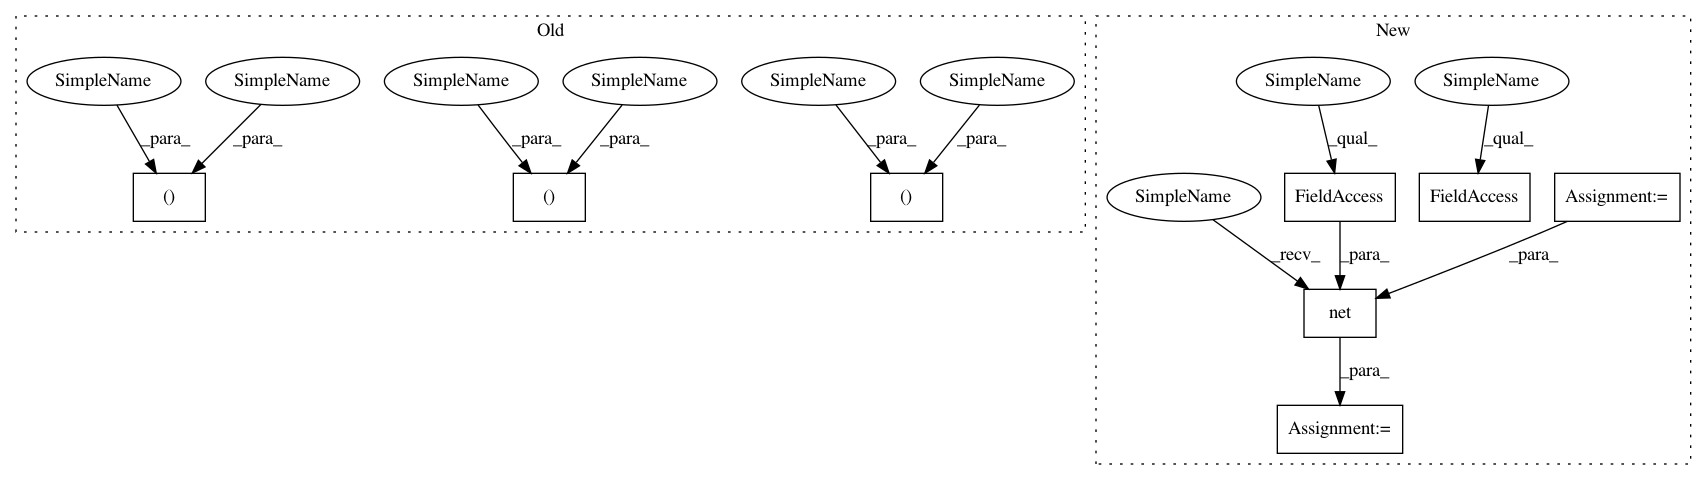 Old
New
SimpleName
SimpleName
SimpleName
SimpleName
SimpleName
SimpleName
SimpleName
SimpleName
_para_
_para_
_para_
_para_
_para_
_para_
_qual_
_qual_
()
()
()
SimpleName
FieldAccess
FieldAccess
Assignment:=
_recv_
_para_
_para_
net
_para_
Assignment:=